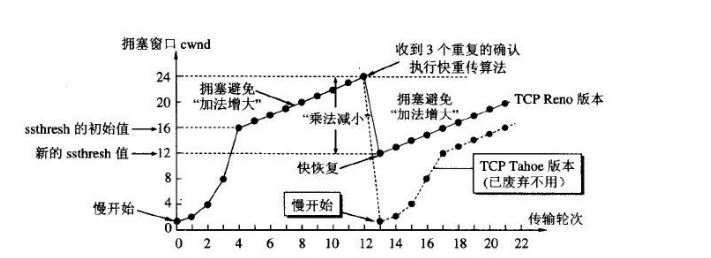 拥塞窗口 cwnd
收到 3 个重复的确认
执行快重传算法
24
20
16
12
8
4
0
拥塞避免
“加法增大”
“乘法减小”
拥塞避免
“加法增大”
TCP Reno 版本
ssthresh 的初始值
新的 ssthresh 值
快恢复
TCP Tahoe 版本
(已废弃不用)
慢开始
慢开始
传输轮次
0 2 4 6 8 10 12 14 16 18 20 22